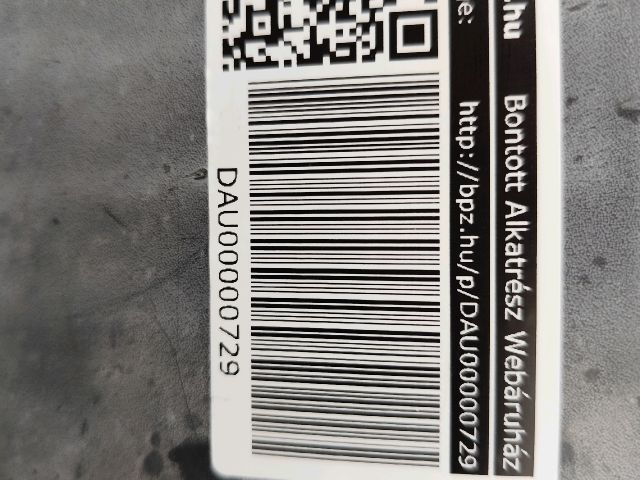 .hu Bontott Alkatrész Webáruház
e: http://bpz.hu/p/DAU00000729
DAU00000729